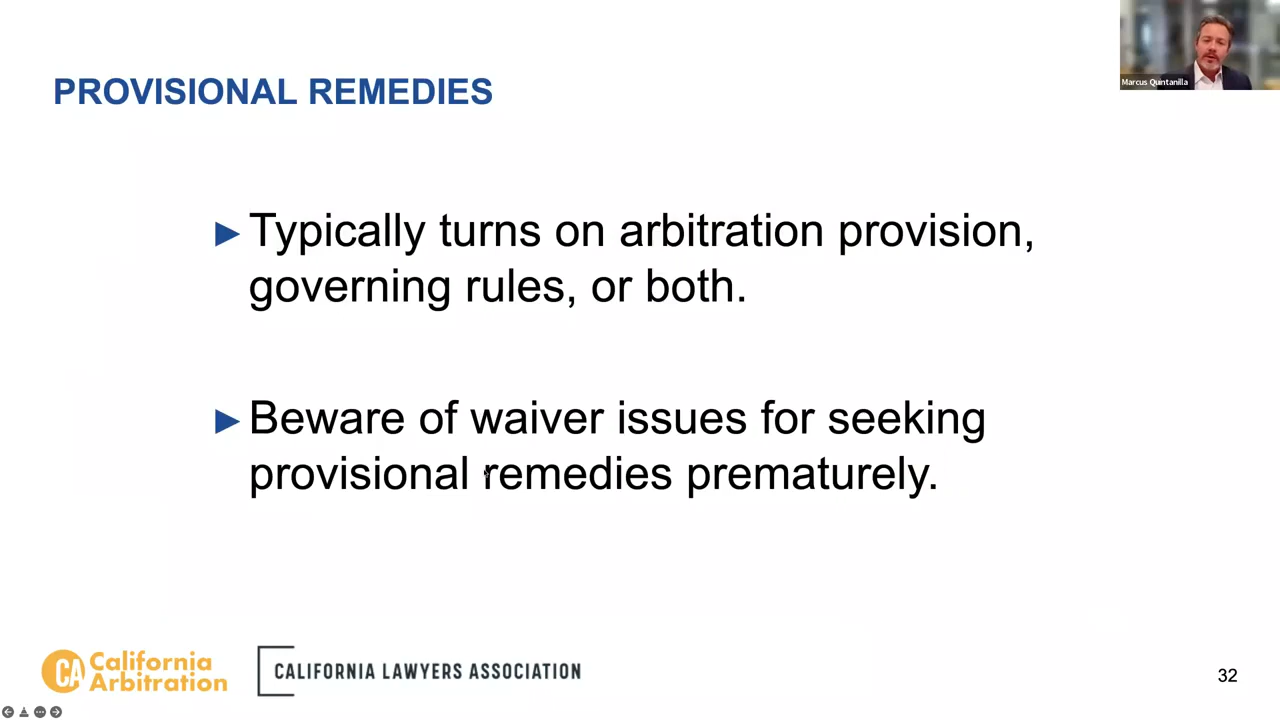 Marcus Quintanilla
PROVISIONAL REMEDIES
►Typically turns on arbitration provision,
governing rules, or both.
►Beware of waiver issues for seeking
provisional remedies prematurely.
CA California
Arbitration
CALIFORNIA LAWYERS ASSOCIATION
32